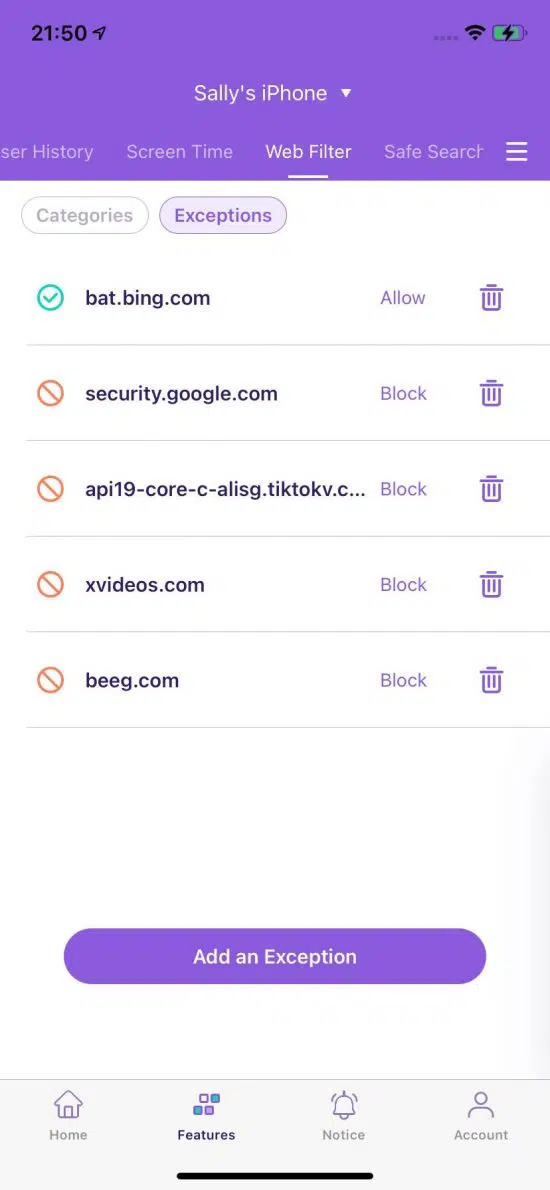 21:50
Sally's iPhone
ser History Screen Time Web Filter Safe Search
Categories Exceptions
bat.bing.com Allow
security.google.com Block
api19-core-c-alisg.tiktokv.c... Block
xvideos.com Block
beeg.com Block
Add an Exception
Home Features Notice Account